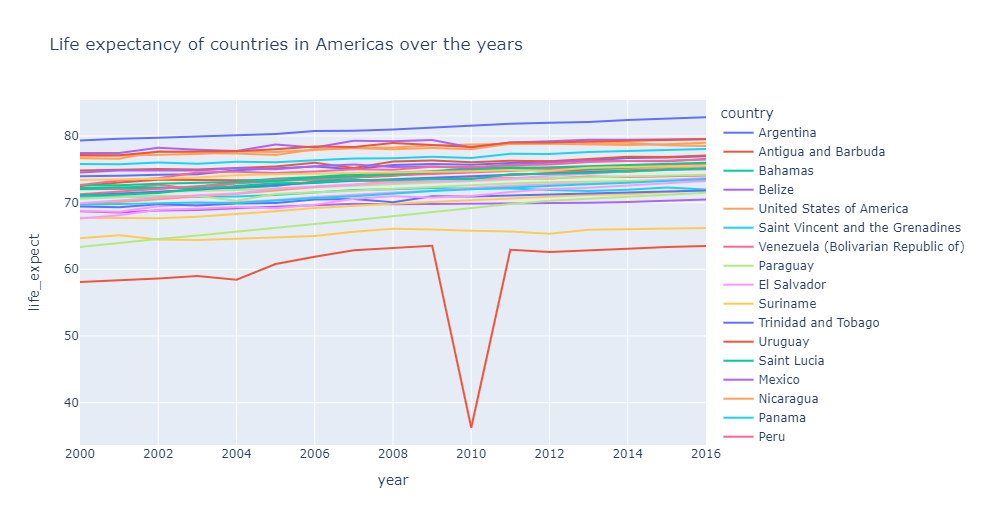 Life expectancy of countries in Americas over the years
country
Argentina
Antigua and Barbuda
Bahamas
Belize
United States of America
Saint Vincent and the Grenadines
Venezuela (Bolivarian Republic of)
Paraguay
El Salvador
Suriname
Trinidad and Tobago
Uruguay
Saint Lucia
Mexico
Nicaragua
Panama
Peru
life_expect
80
70
60
50
40
2000
2002
2004
2006
2008
2010
2012
2014
2016
year